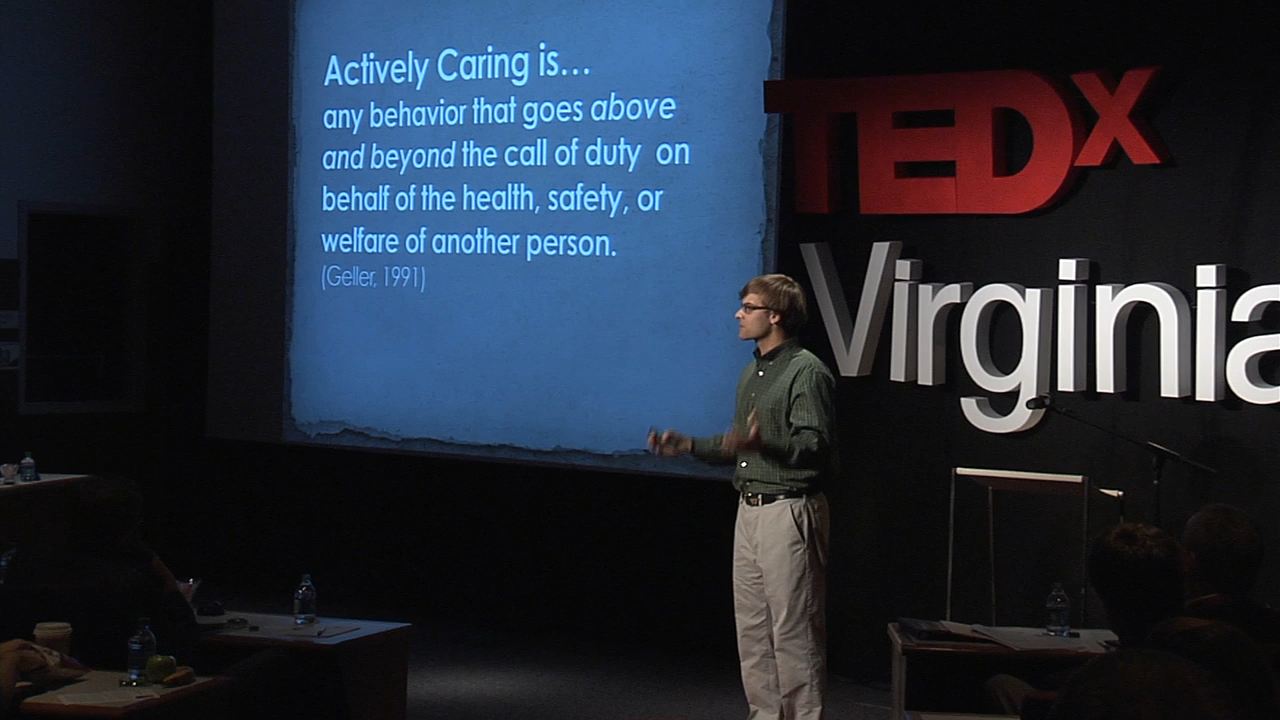 Actively Caring is...
any behavior that goes above
and beyond the call of duty on
behalf of the health, safety, or
welfare of another person.
(Geller, 1991)
TEDx
Virginia